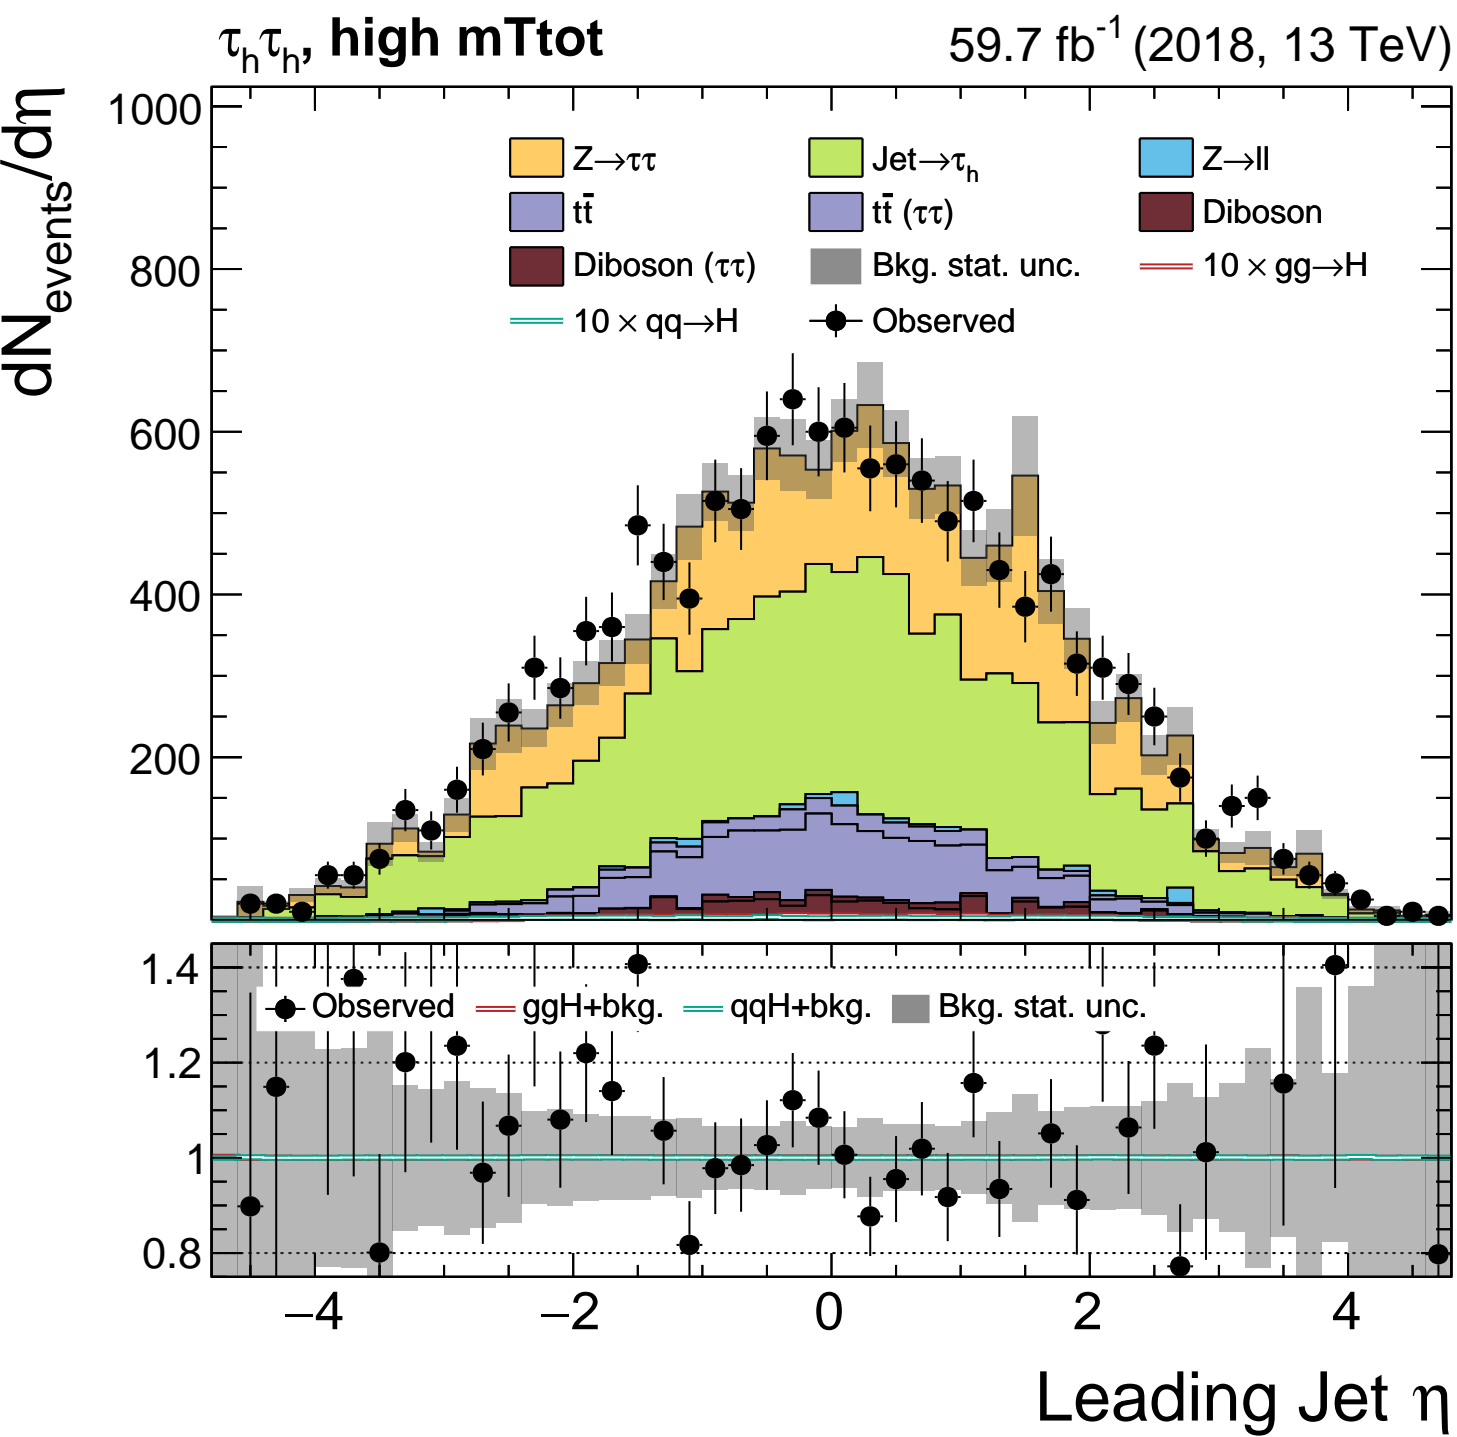 τhτh, high mTtot 59.7 fb-1 (2018, 13 TeV)
dNevents/dη
1000
800
600
400
200
Z→ττ Jet→τh Z→ll
tt̄ tt̄ (ττ) Diboson
Diboson (ττ) Bkg. stat. unc. 10 × gg→H
10 × qq→H Observed
1.4
Observed ggH+bkg. qqH+bkg. Bkg. stat. unc.
1.2
1
0.8
−4 −2 0 2 4
Leading Jet η